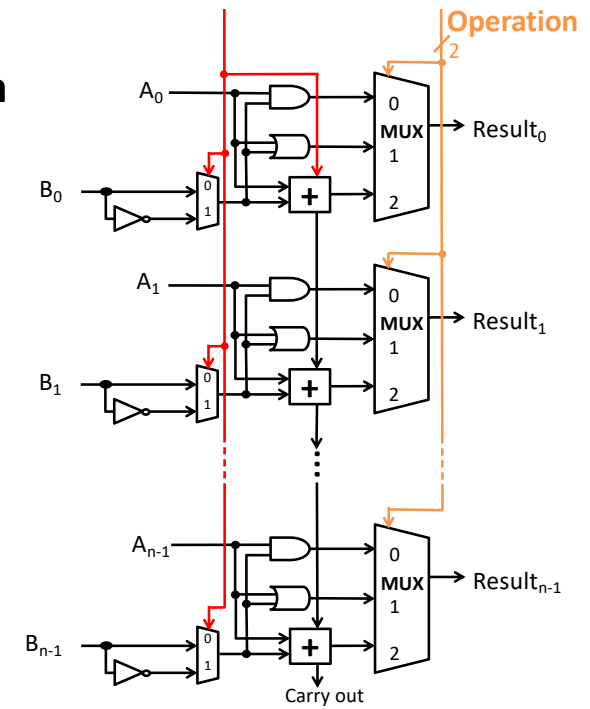 Operation
2
n
A0
0
MUX
1
2
Result0
B0
0
1
+
A1
0
MUX
1
2
Result1
B1
0
1
+
An-1
0
MUX
1
2
Resultn-1
Bn-1
0
1
+
Carry out